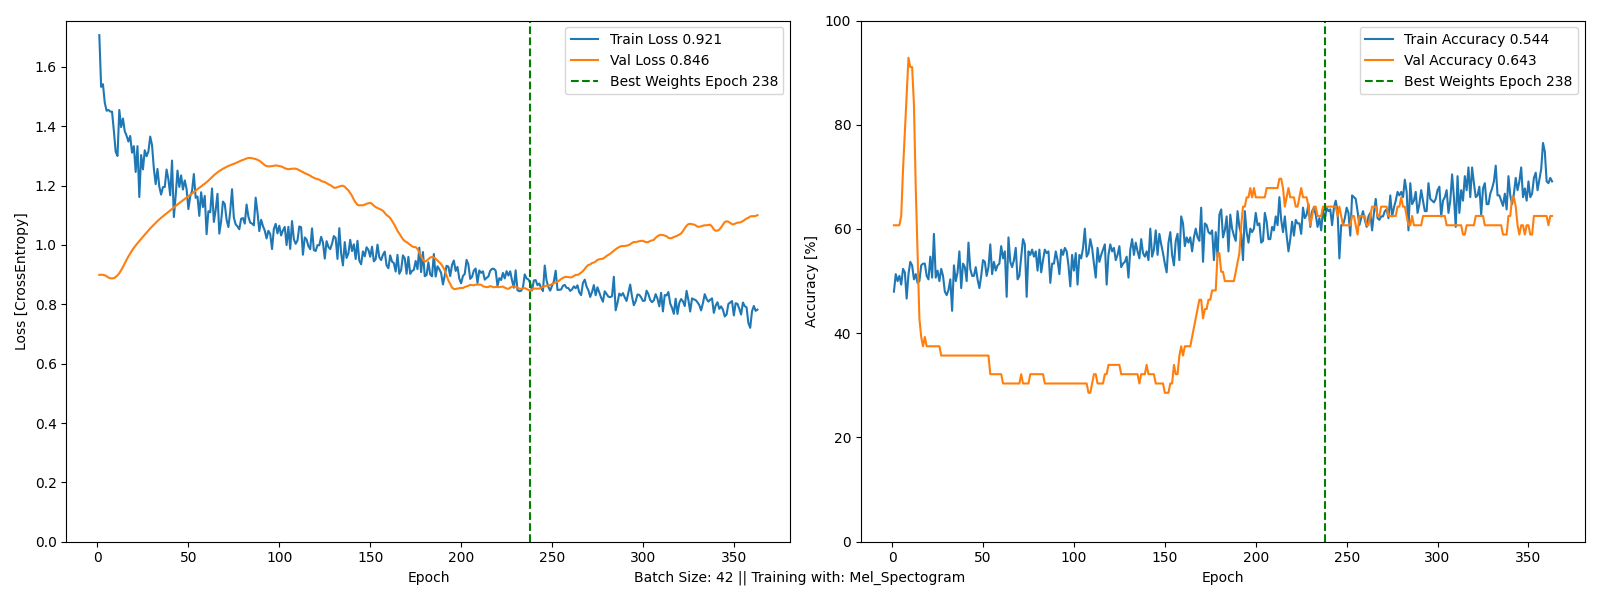 Train Loss 0.921
Val Loss 0.846
Best Weights Epoch 238
1.6
1.4
1.2
1.0
0.8
0.6
0.4
0.2
0.0
Loss [CrossEntropy]
0 50 100 150 200 250 300 350
Epoch
Train Accuracy 0.544
Val Accuracy 0.643
Best Weights Epoch 238
100
80
60
40
20
0
Accuracy [%]
0 50 100 150 200 250 300 350
Epoch
Batch Size: 42 || Training with: Mel_Spectogram